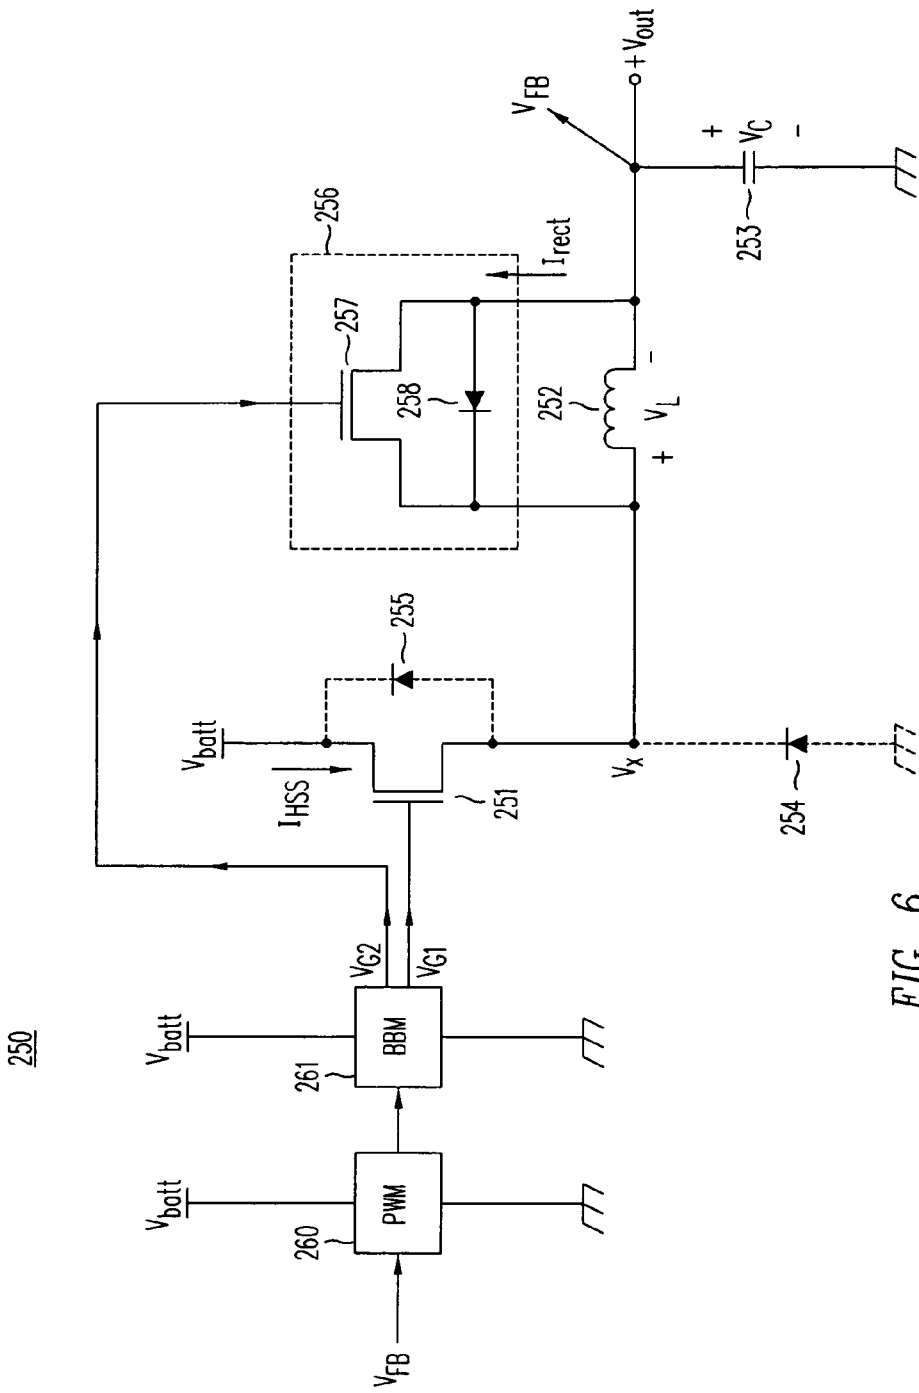 250
V_FB
260
PWM
V_batt
261
BBM
V_batt
V_G2
V_G1
V_batt
I_HSS
251
255
V_X
254
256
257
258
I_rect
252
+ V_L -
V_FB
+Vout
+
V_C
-
253
FIG. 6